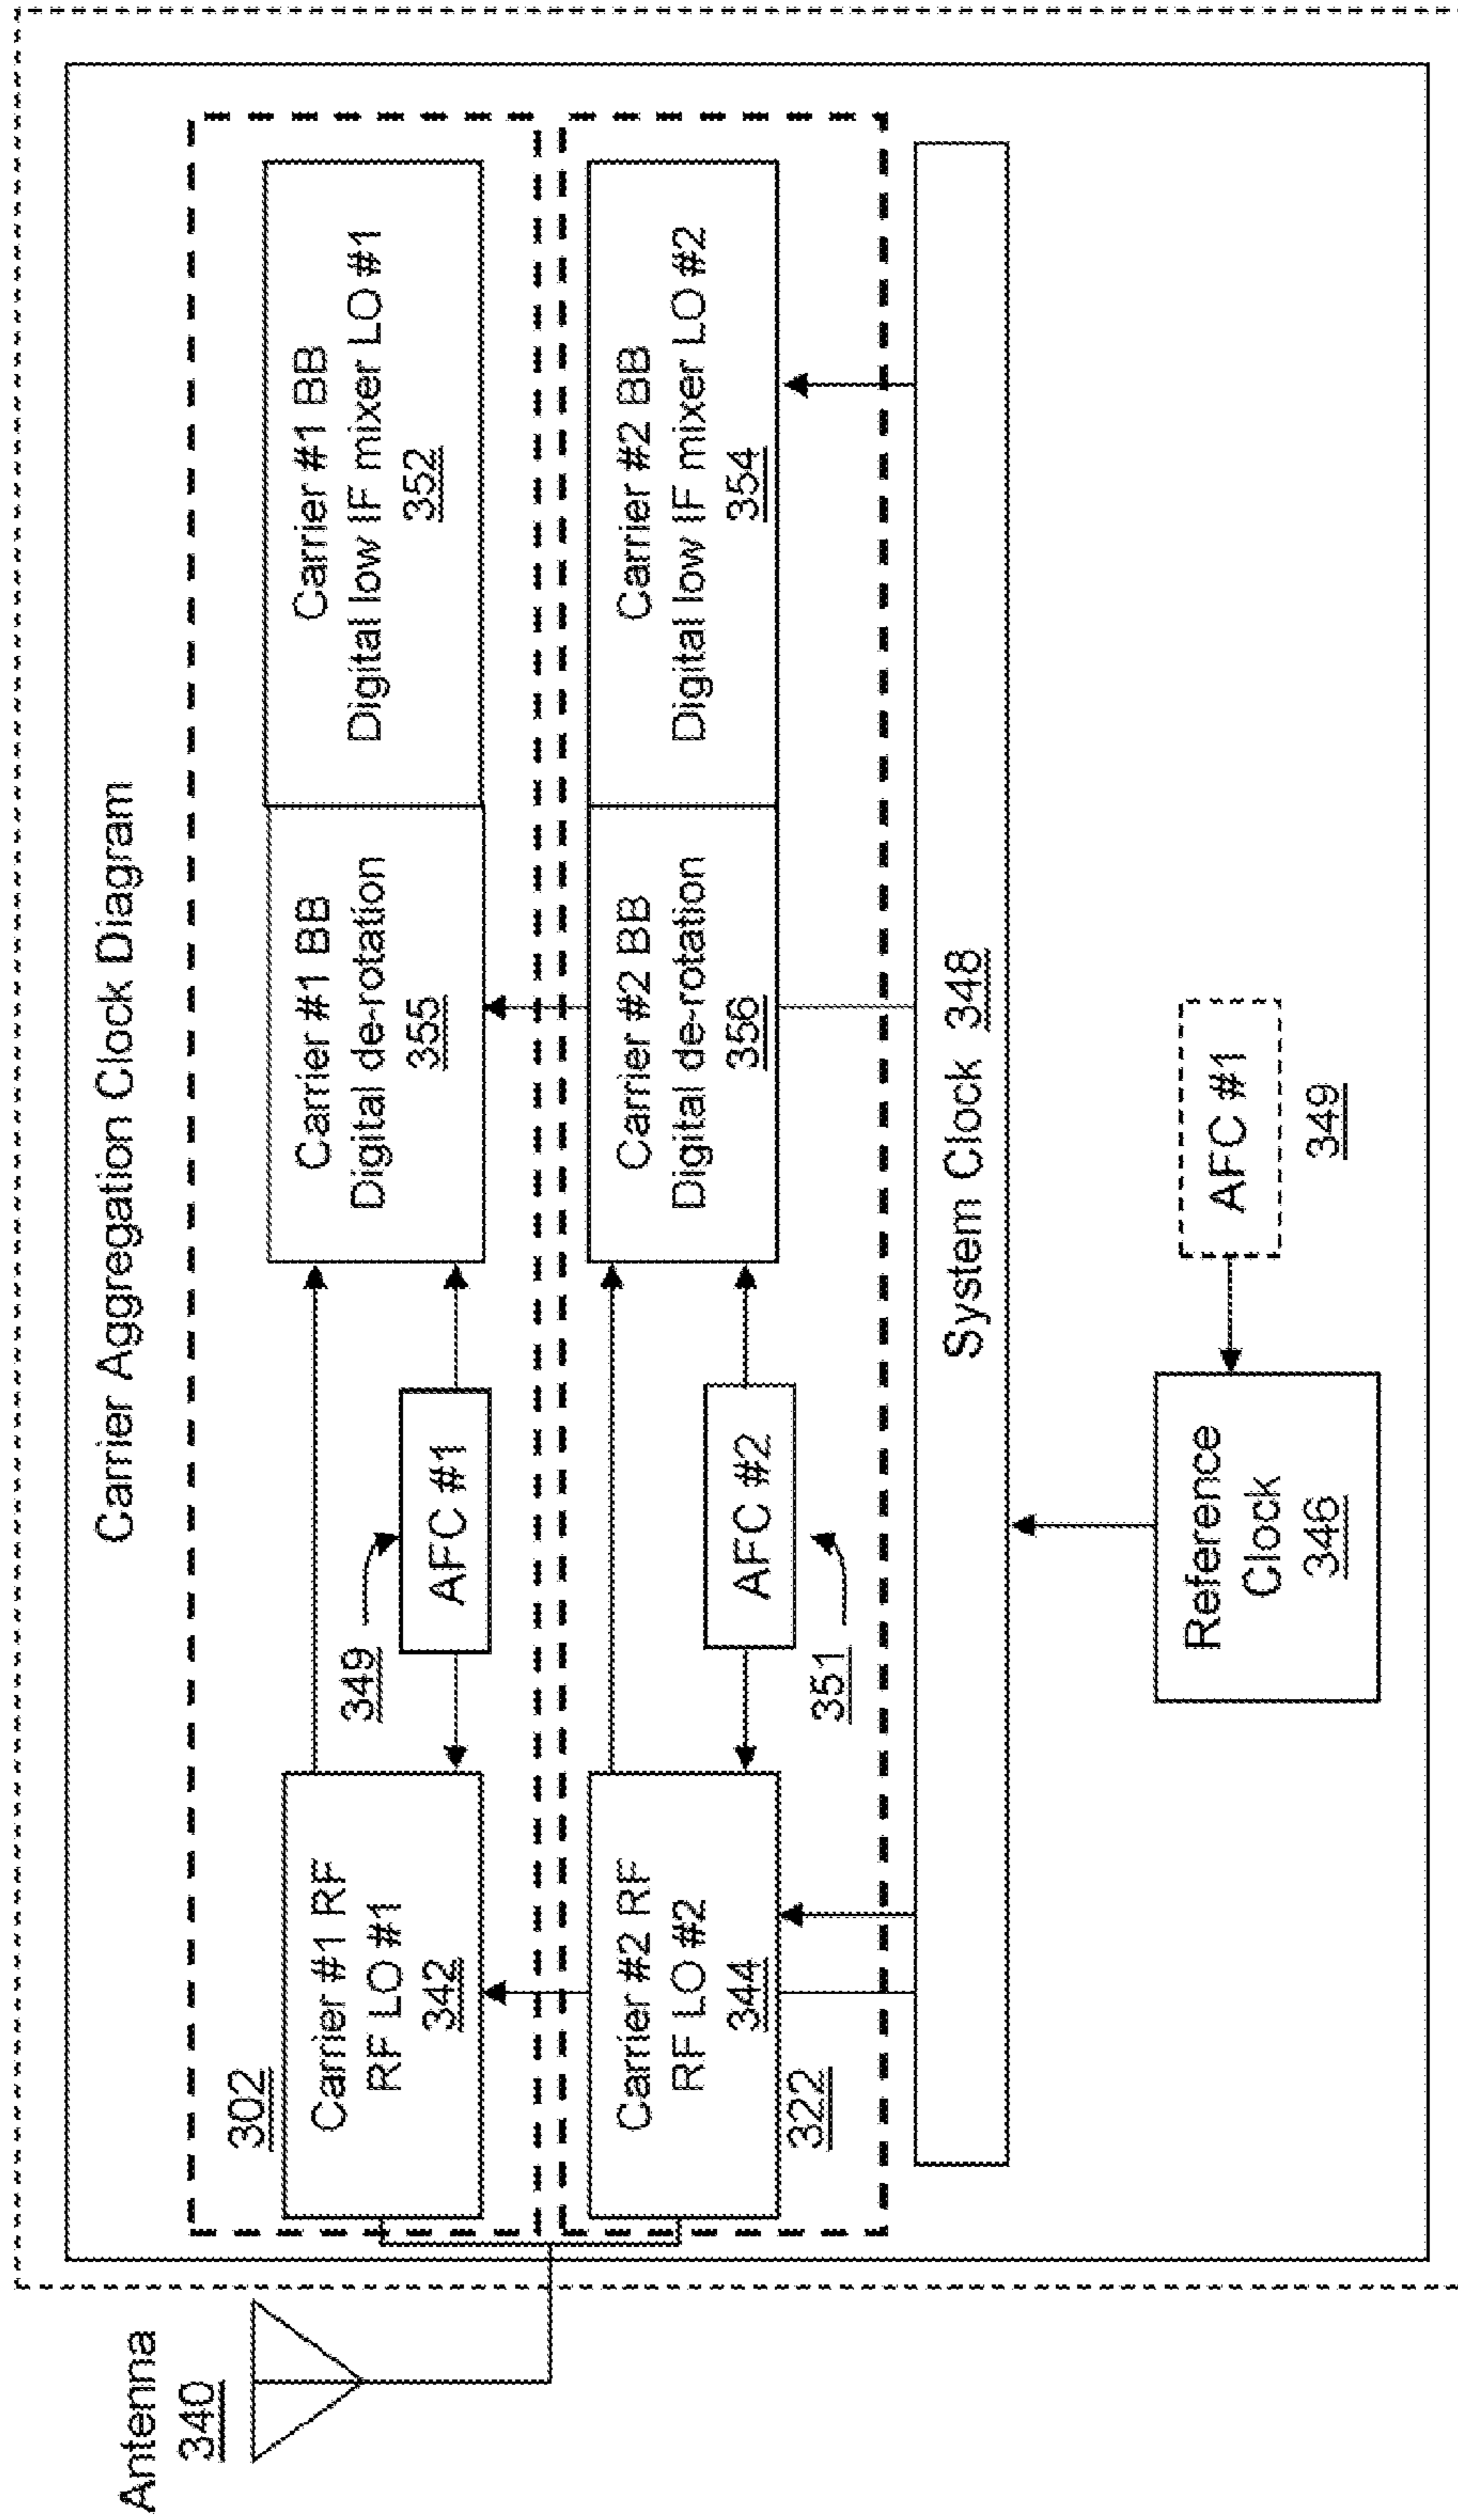 Carrier Aggregation Clock Diagram
Antenna
340
302
Carrier #1 RF
RF LO #1
342
349
AFC #1
Carrier #1 BB
Digital de-rotation
355
Carrier #1 BB
Digital low IF mixer LO #1
352
Carrier #2 RF
RF LO #2
344
322
AFC #2
351
Carrier #2 BB
Digital de-rotation
356
Carrier #2 BB
Digital low IF mixer LO #2
354
System Clock 348
Reference
Clock
346
AFC #1
349